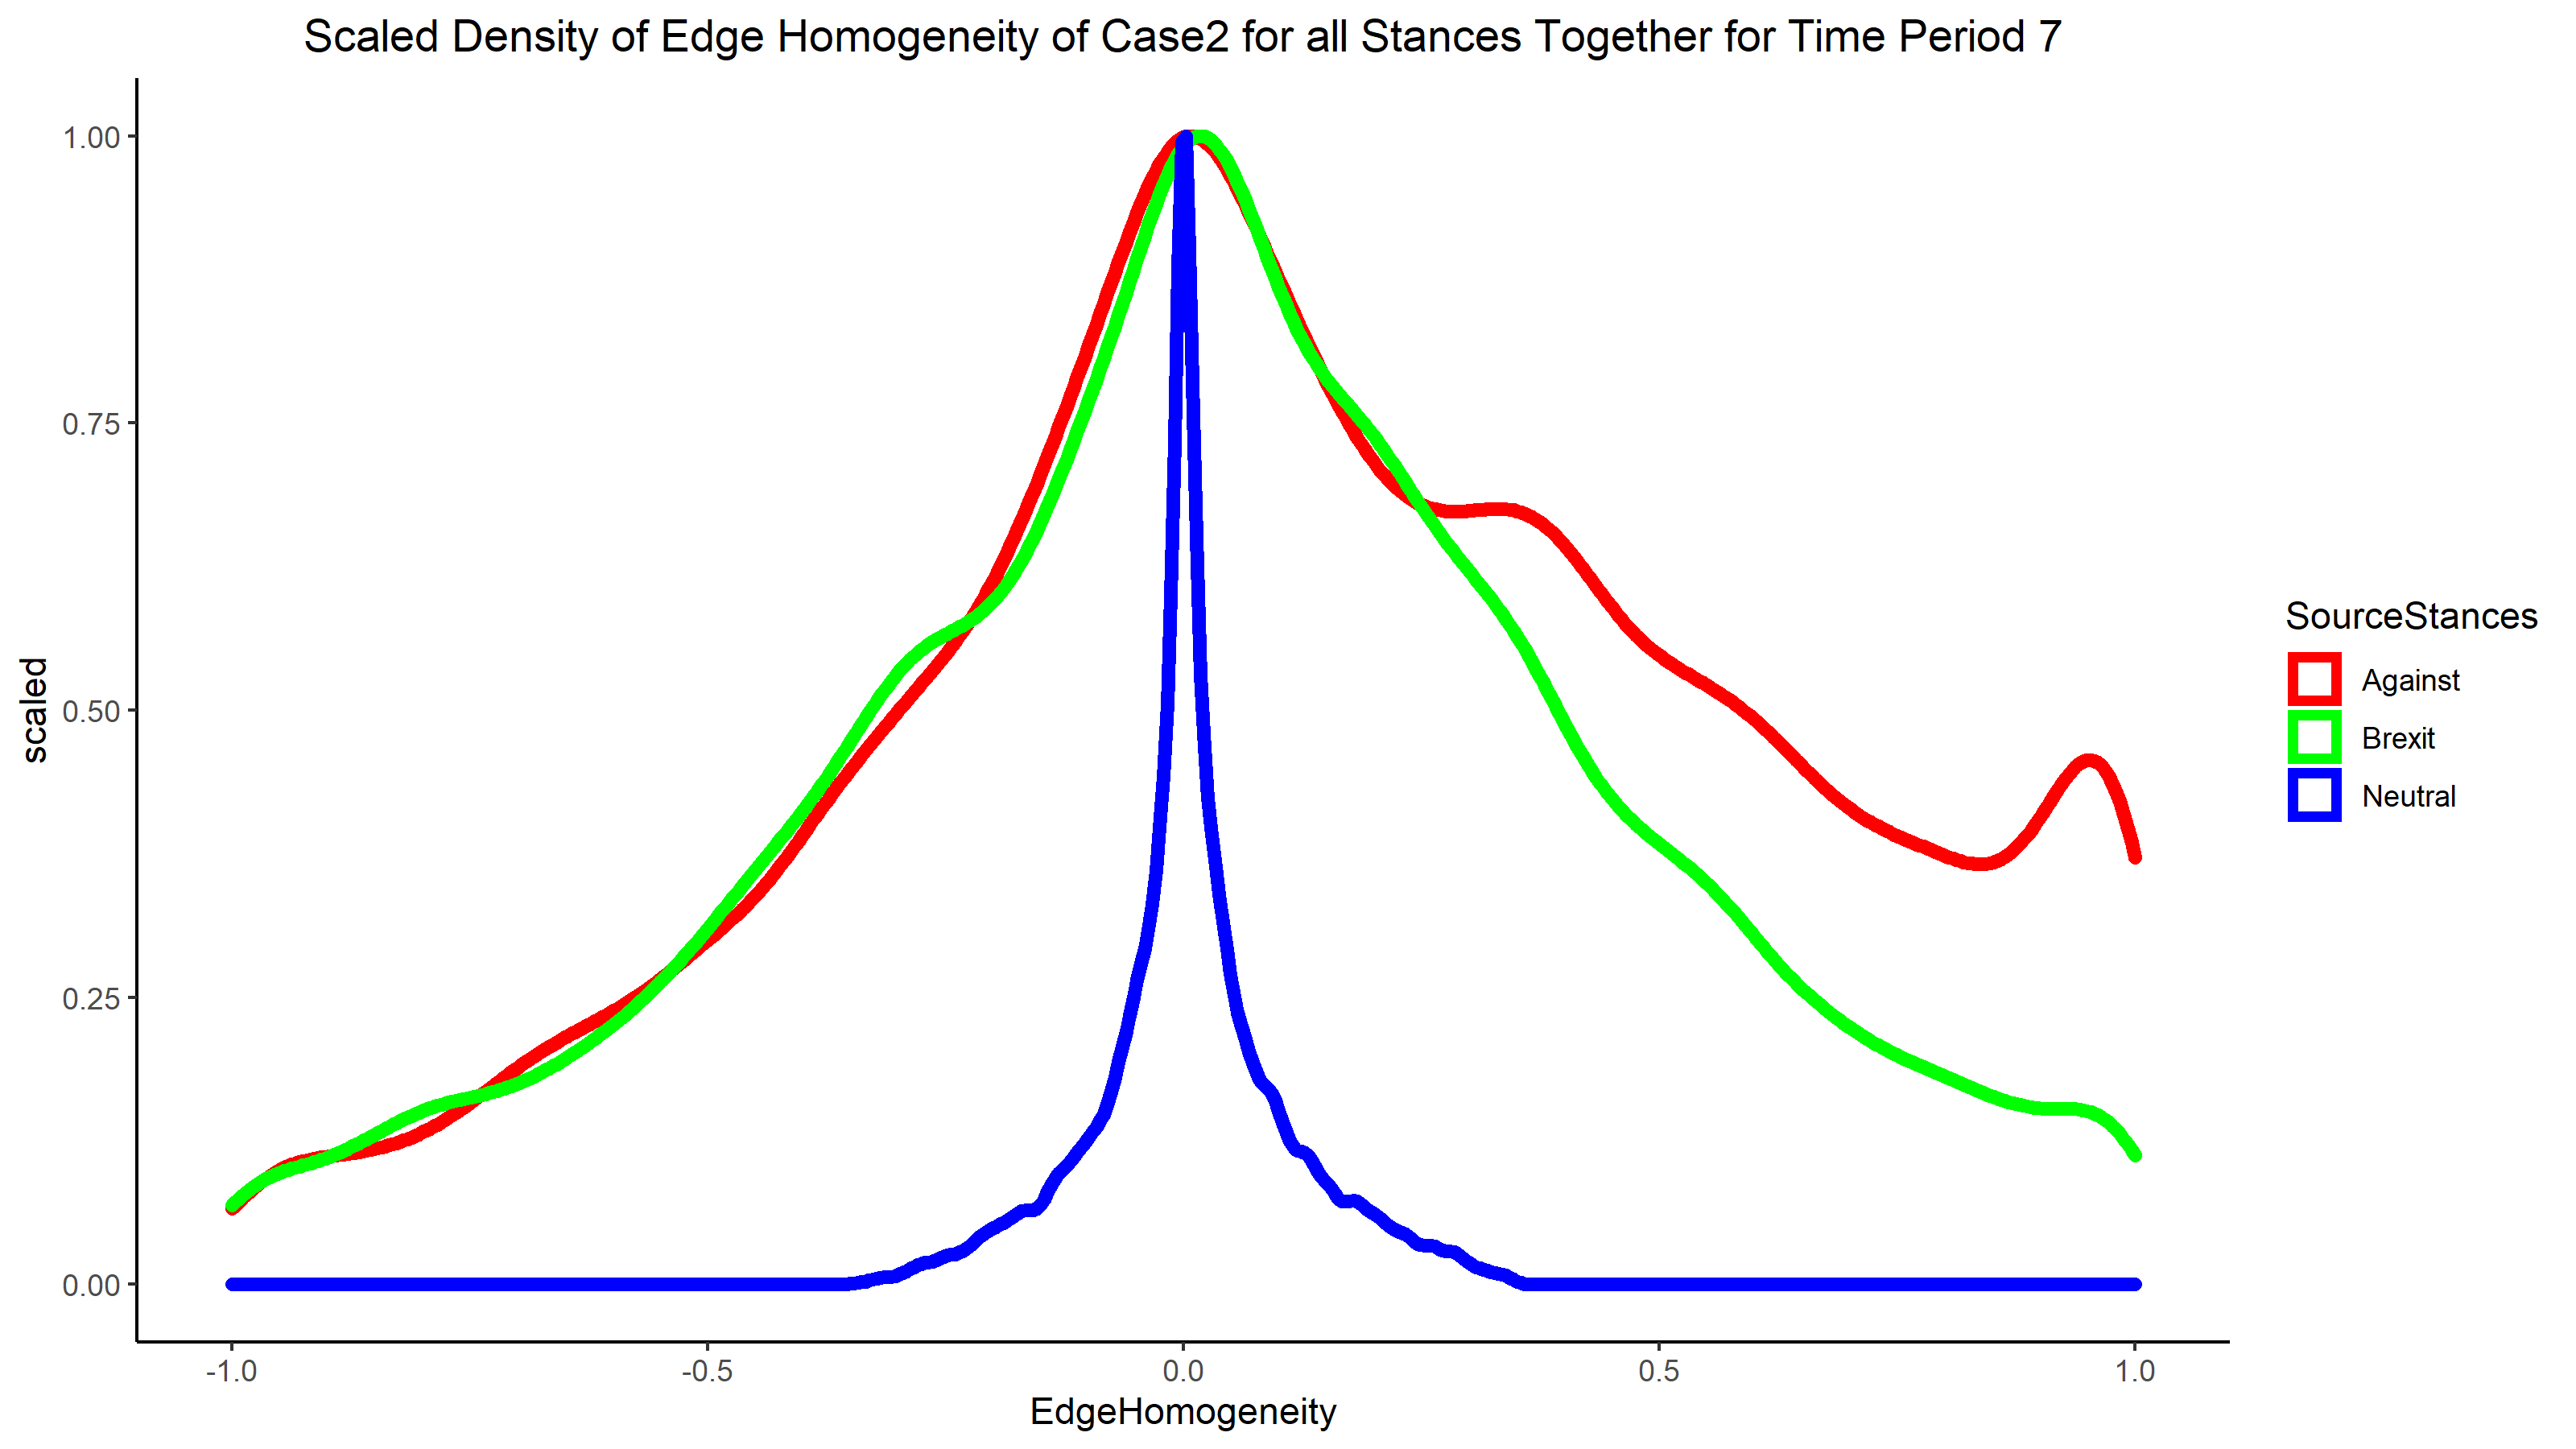 Scaled Density of Edge Homogeneity of Case2 for all Stances Together for Time Period 7
scaled
1.00
0.75
0.50
0.25
0.00
-1.0
-0.5
0.0
0.5
1.0
EdgeHomogeneity
SourceStances
Against
Brexit
Neutral